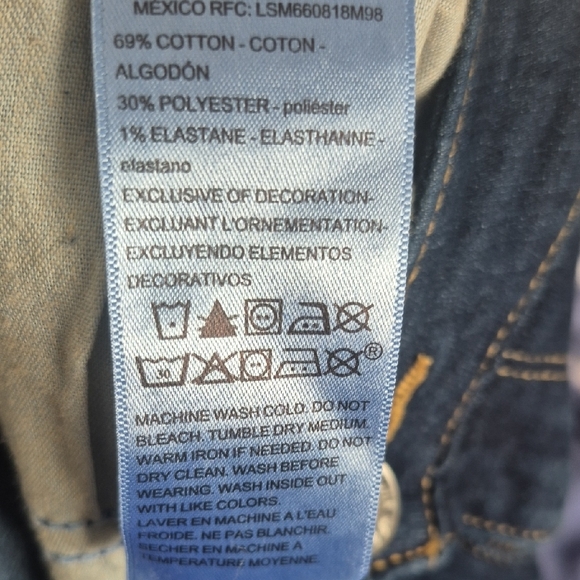 MEXICO RFC: LSM660818M98
69% COTTON - COTON -
ALGODÓN
30% POLYESTER - poliéster
1% ELASTANE - ELASTHANNE -
elastano
EXCLUSIVE OF DECORATION-
EXCLUANT L'ORNEMENTATION-
EXCLUYENDO ELEMENTOS
DECORATIVOS
30 ®
MACHINE WASH COLD. DO NOT
BLEACH. TUMBLE DRY MEDIUM.
WARM IRON IF NEEDED. DO NOT
DRY CLEAN. WASH BEFORE
WEARING. WASH INSIDE OUT
WITH LIKE COLORS.
LAVER EN MACHINE A L'EAU
FROIDE. NE PAS BLANCHIR.
SECHER EN MACHINE A
TEMPERATURE MOYENNE.